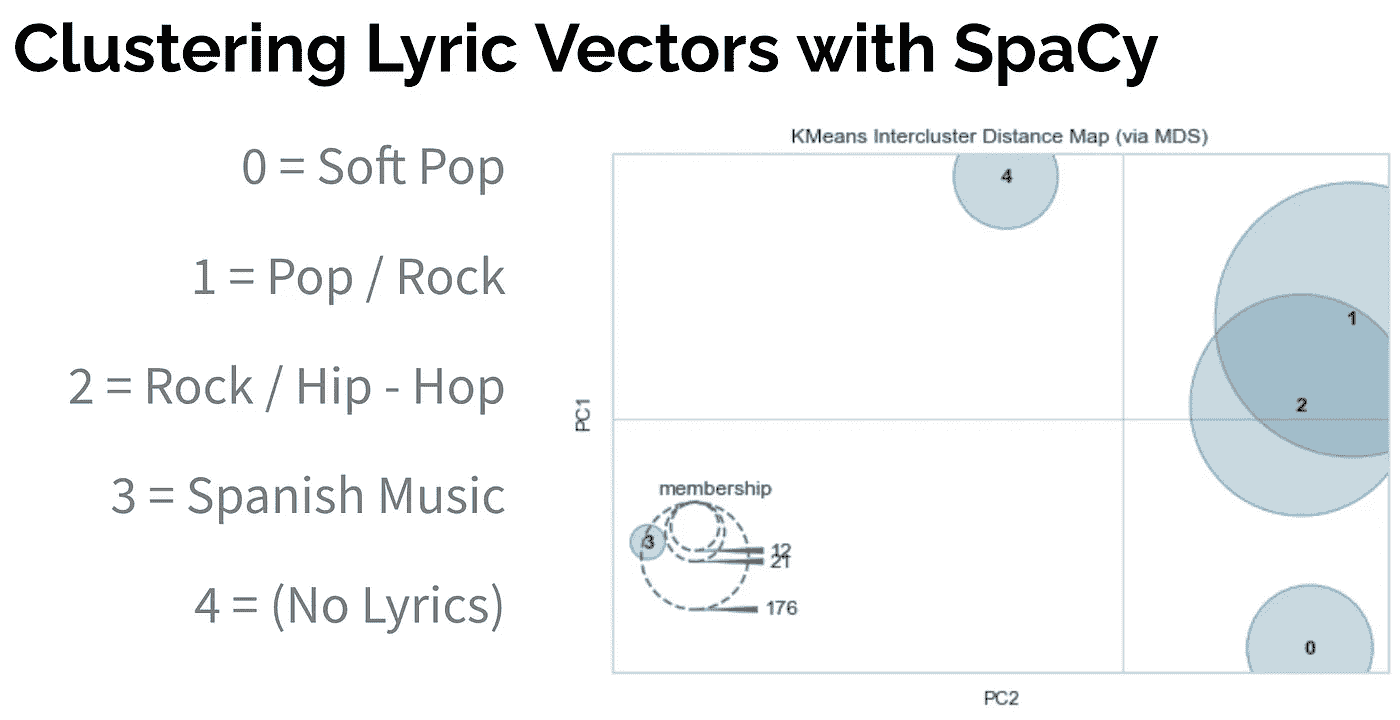 Clustering Lyric Vectors with SpaCy
0 = Soft Pop
1 = Pop / Rock
2 = Rock / Hip - Hop
3 = Spanish Music
4 = (No Lyrics)
KMeans Intercluster Distance Map (via MDS)
4
1
2
PC1
membership
3
12
21
176
0
PC2